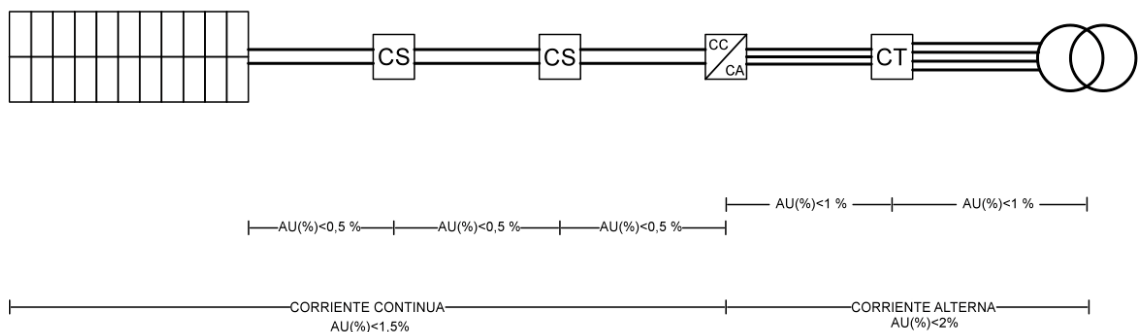 CS
CS
CC
CA
CT
AU(%)<0,5 %
AU(%)<0,5 %
AU(%)<0,5 %
AU(%)<1 %
AU(%)<1 %
CORRIENTE CONTINUA
AU(%)<1.5%
CORRIENTE ALTERNA
AU(%)<2%